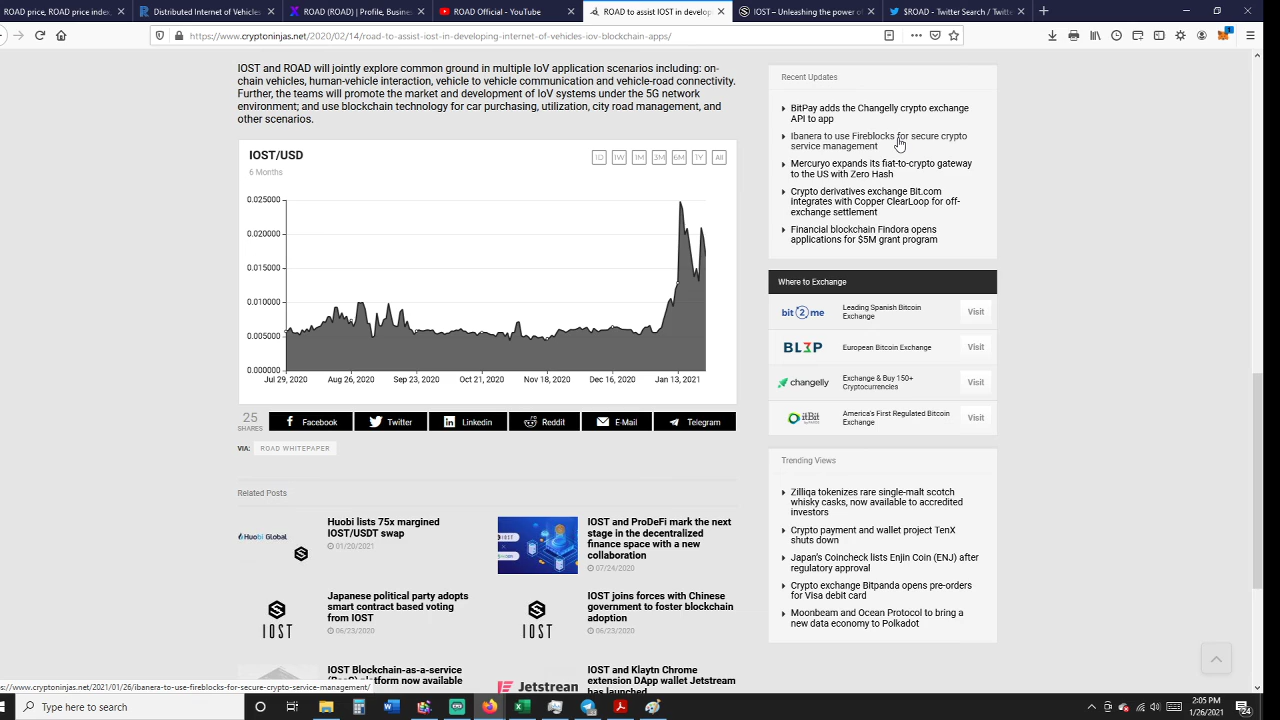 ROAD price, ROAD price index,
Distributed Internet of Vehicles
ROAD (ROAD) | Profile, Busine
ROAD Official - YouTube
ROAD to assist IOST in develop
IOST – Unleashing the power of
$ROAD - Twitter Search / Twitte
https://www.cryptoninjas.net/2020/02/14/road-to-assist-iost-in-developing-internet-of-vehicles-iov-blockchain-apps/
IOST and ROAD will jointly explore common ground in multiple IoV application scenarios including: on-
chain vehicles, human-vehicle interaction, vehicle to vehicle communication and vehicle-road connectivity.
Further, the teams will promote the market and development of IoV systems under the 5G network
environment; and use blockchain technology for car purchasing, utilization, city road management, and
other scenarios.
IOST/USD
6 Months
1D 1W 1M 3M 6M 1Y All
0.025000
0.020000
0.015000
0.010000
0.005000
0.000000
Jul 29, 2020 Aug 26, 2020 Sep 23, 2020 Oct 21, 2020 Nov 18, 2020 Dec 16, 2020 Jan 13, 2021
25
SHARES
Facebook Twitter Linkedin Reddit E-Mail Telegram
VIA: ROAD WHITEPAPER
Related Posts
Huobi Global
Huobi lists 75x margined
IOST/USDT swap
01/20/2021
IOST and ProDeFi mark the next
stage in the decentralized
finance space with a new
collaboration
07/24/2020
IOST
Japanese political party adopts
smart contract based voting
from IOST
06/23/2020
IOST
IOST joins forces with Chinese
government to foster blockchain
adoption
06/23/2020
IOST Blockchain-as-a-service
(BaaS) platform now available
Jetstream
IOST and Klaytn Chrome
extension DApp wallet Jetstream
has launched
Recent Updates
BitPay adds the Changelly crypto exchange
API to app
Ibanera to use Fireblocks for secure crypto
service management
Mercuryo expands its fiat-to-crypto gateway
to the US with Zero Hash
Crypto derivatives exchange Bit.com
integrates with Copper ClearLoop for off-
exchange settlement
Financial blockchain Findora opens
applications for $5M grant program
Where to Exchange
bit2me
Leading Spanish Bitcoin
Exchange
Visit
BL3P
European Bitcoin Exchange
Visit
changelly
Exchange & Buy 150+
Cryptocurrencies
Visit
itBit
America's First Regulated Bitcoin
Exchange
Visit
Trending Views
Zilliqa tokenizes rare single-malt scotch
whisky casks, now available to accredited
investors
Crypto payment and wallet project TenX
shuts down
Japan's Coincheck lists Enjin Coin (ENJ) after
regulatory approval
Crypto exchange Bitpanda opens pre-orders
for Visa debit card
Moonbeam and Ocean Protocol to bring a
new data economy to Polkadot
s://www.cryptoninjas.net/2021/01/26/ibanera-to-use-fireblocks-for-secure-crypto-service-management/
Type here to search
2:05 PM
1/26/2021
24